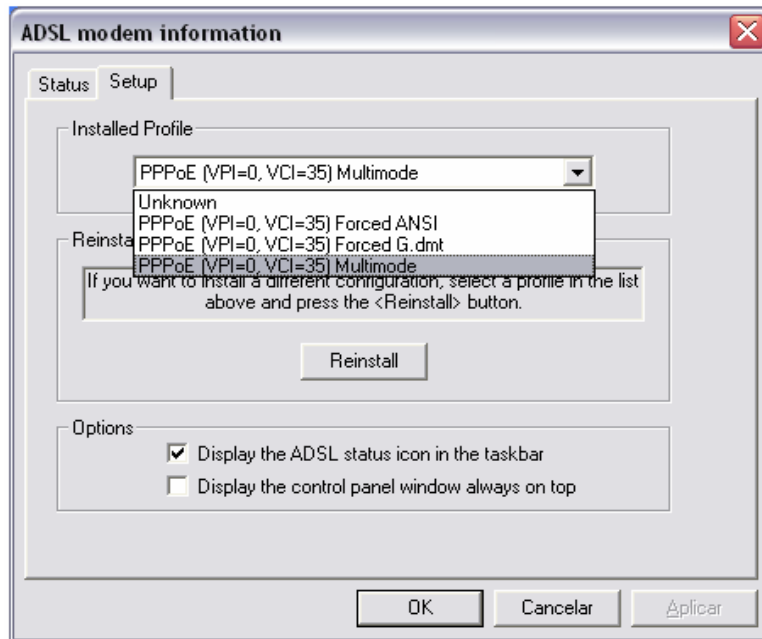 ADSL modem information
Status
Setup
Installed Profile
PPPoE (VPI=0, VCI=35) Multimode
Unknown
PPPoE (VPI=0, VCI=35) Forced ANSI
PPPoE (VPI=0, VCI=35) Forced G.dmt
PPPoE (VPI=0, VCI=35) Multimode
If you want to install a different configuration, select a profile in the list
above and press the <Reinstall> button.
Reinstall
Options
Display the ADSL status icon in the taskbar
Display the control panel window always on top
OK
Cancelar
Aplicar